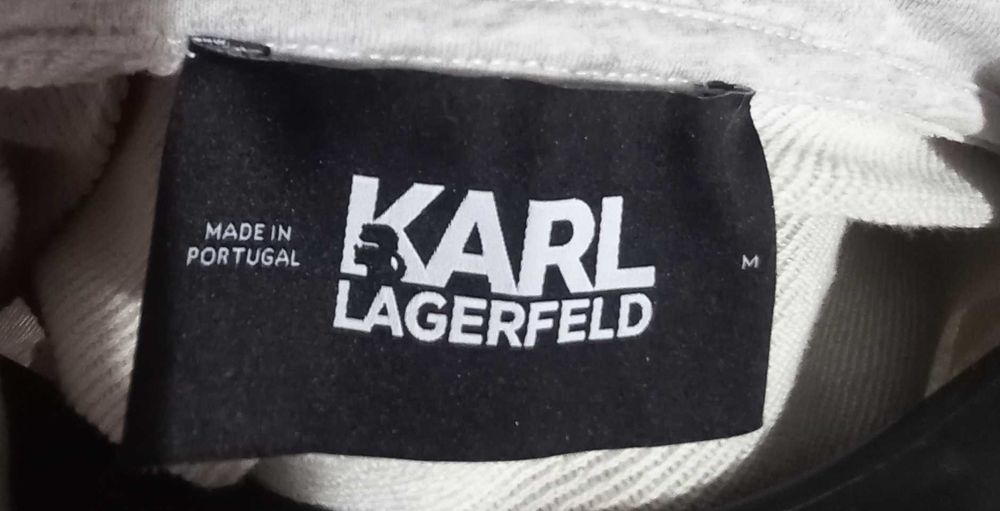 MADE IN
PORTUGAL
KARL
LAGERFELD
M